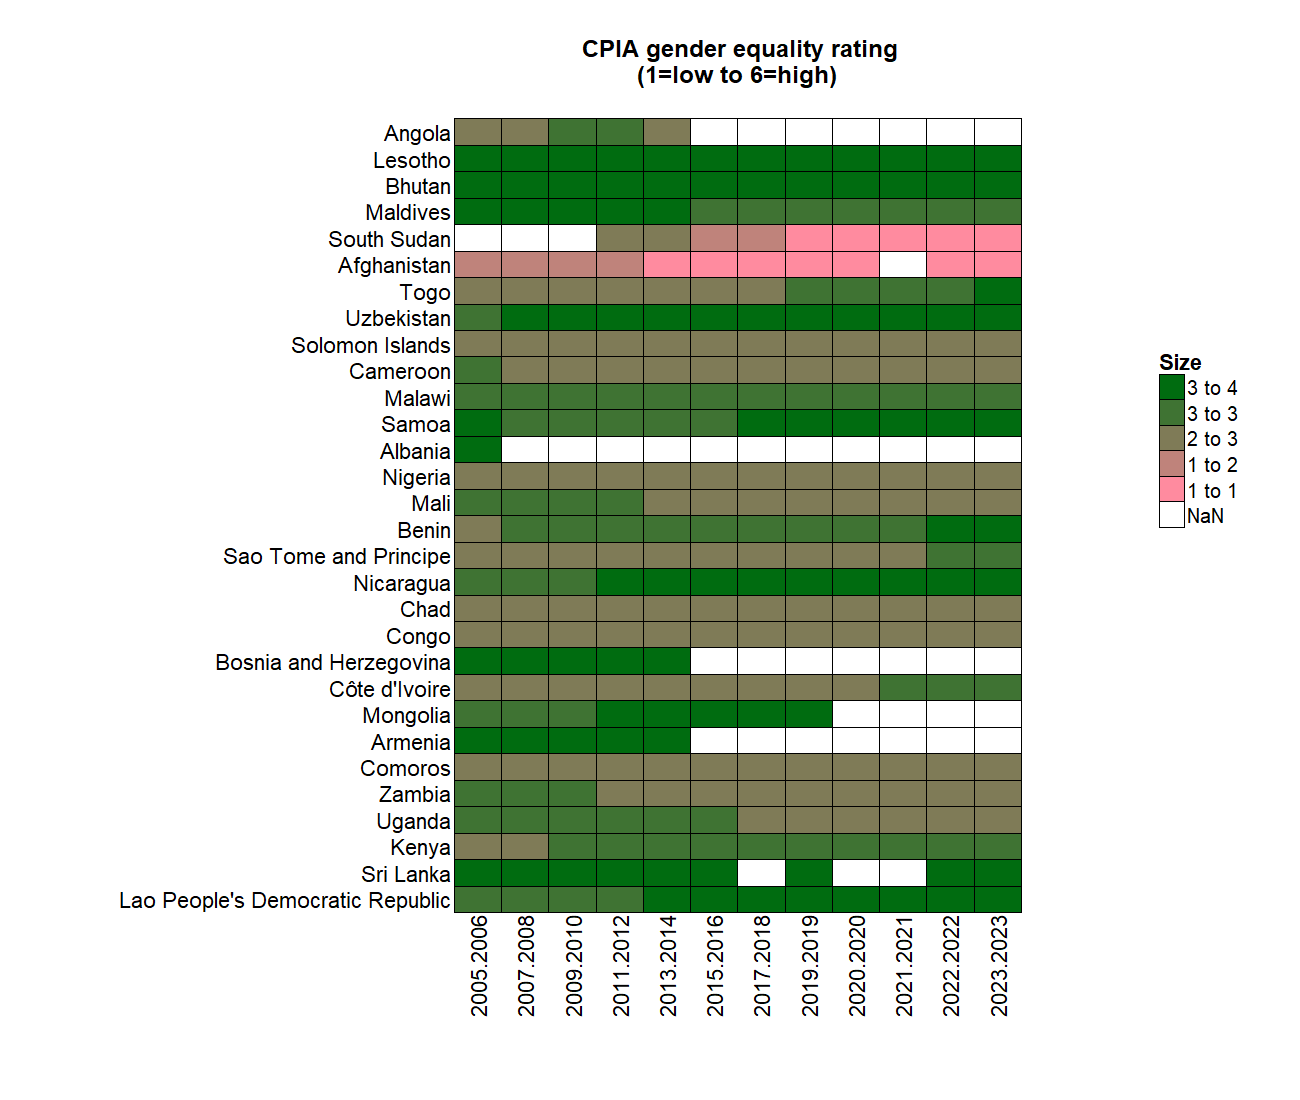 CPIA gender equality rating
(1=low to 6=high)
Angola
Lesotho
Bhutan
Maldives
South Sudan
Afghanistan
Togo
Uzbekistan
Solomon Islands
Cameroon
Malawi
Samoa
Albania
Nigeria
Mali
Benin
Sao Tome and Principe
Nicaragua
Chad
Congo
Bosnia and Herzegovina
Côte d'Ivoire
Mongolia
Armenia
Comoros
Zambia
Uganda
Kenya
Sri Lanka
Lao People's Democratic Republic
2005.2006
2007.2008
2009.2010
2011.2012
2013.2014
2015.2016
2017.2018
2019.2019
2020.2020
2021.2021
2022.2022
2023.2023
Size
3 to 4
3 to 3
2 to 3
1 to 2
1 to 1
NaN